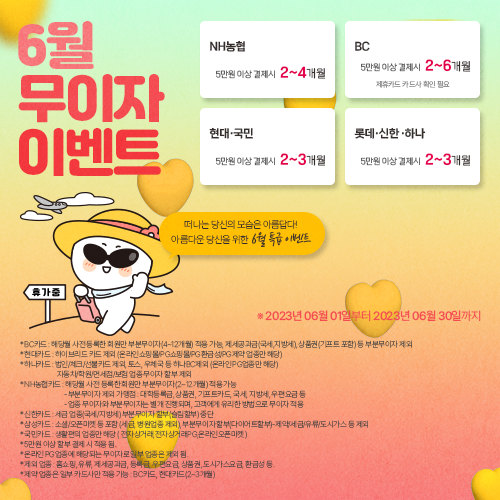 6월
무이자
이벤트
NH농협
5만원 이상 결제시 2~4개월
BC
5만원 이상 결제시 2~6개월
제휴카드 카드사 확인 필요
현대·국민
5만원 이상 결제시 2~3개월
롯데·신한·하나
5만원 이상 결제시 2~3개월
떠나는 당신의 모습은 아름답다!
아름다운 당신을 위한 6월 특급 이벤트
휴가중
※ 2023년 06월 01일부터 2023년 06월 30일까지
*BC카드 : 해당월 사전 등록한 회원만 부분무이자(4~12개월) 적용 가능, 제세공과금(국세,지방세), 상품권(기프트 포함) 등 부분무이자 제외
*현대카드 : 하이브리드 카드 제외 (온라인쇼핑몰/PG쇼핑몰/PG환금성/PG제약 업종만 해당)
*하나카드 : 법인/체크/선불카드 제외, 토스, 우체국 등 하나BC제외 (온라인PG업종만 해당)
자동차/학원/면세점/보험 업종무이자 할부 제외
*NH농협카드 : 해당월 사전 등록한 회원만 부분무이자(2~12개월) 적용 가능
- 부분무이자 제외 가맹점 : 대학등록금, 상품권, 기프트카드, 국세, 지방세, 우편요금 등
- 업종 무이자와 부분무이자는 별개 진행되며, 고객에게 유리한 방법으로 무이자 적용
*신한카드 : 세금 업종(국세/지방세) 부분무이자 할부(슬림할부) 중단
*삼성카드 : 소셜/오픈마켓 등 포함 (세금, 병원업종 제외), 부분무이자 할부(다이어트할부)-제약/세금/유류/도시가스 등 제외
*국민카드 : 생활편의 업종만 해당 ( 전자상거래,전자상거래PG,온라인오픈마켓 )
*5만원 이상 할부 결제 시 적용 됨.
*온라인 PG업종에 해당되는 무이자로 일부 업종은 제외 됨.
*제외 업종 : 홈쇼핑, 유류, 제세공과금, 등록금, 우편요금, 상품권, 도시가스요금, 환금성 등.
*제약 업종은 일부 카드사만 적용 가능 : BC카드, 현대카드(2~3개월)